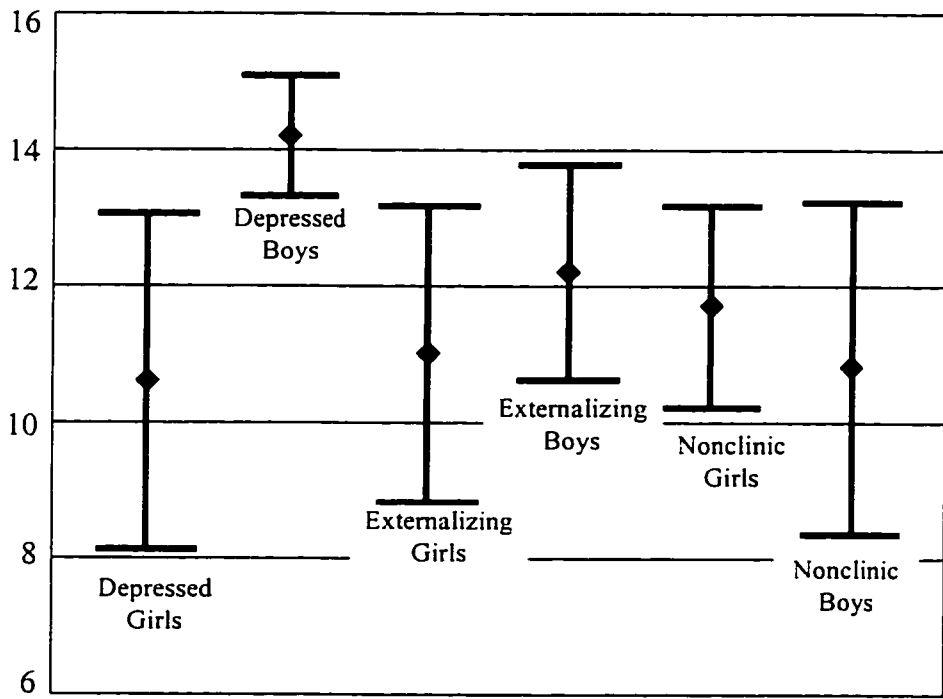 16
14
12
10
8
6
Depressed
Boys
Externalizing
Boys
Nonclinic
Girls
Externalizing
Girls
Depressed
Girls
Nonclinic
Boys